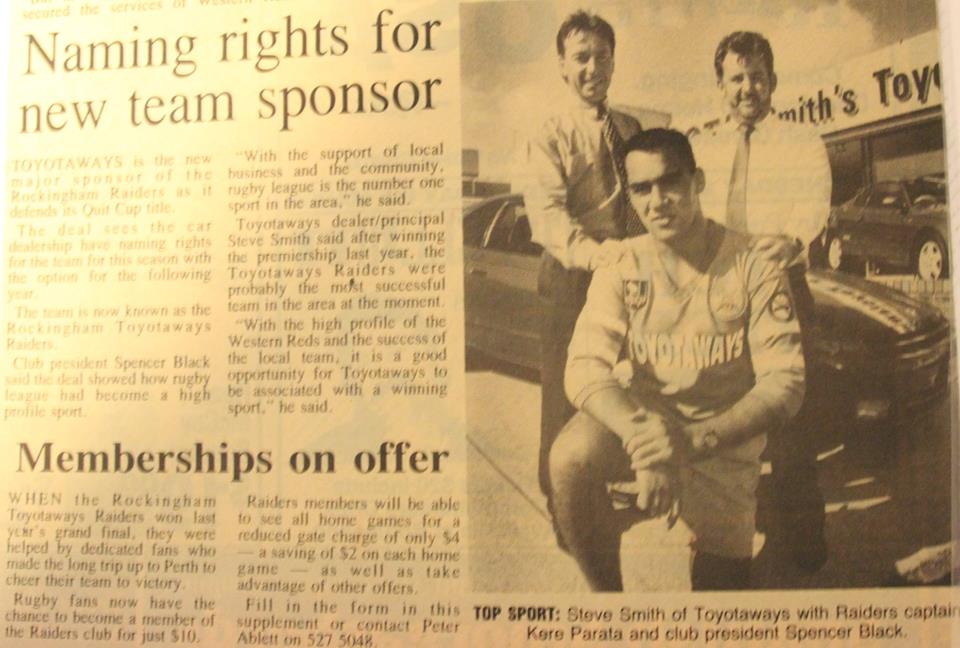 secured the services of Western
Naming rights for
new team sponsor
TOYOTAWAYS is the new
major sponsor of the
Rockingham Raiders as it
defends its Quit Cup title.
The deal sees the car
dealership have naming rights
for the team for this season with
the option for the following
year.
The team is now known as the
Rockingham Toyotaways
Raiders.
Club president Spencer Black
said the deal showed how rugby
league had become a high
profile sport.
"With the support of local
business and the community,
rugby league is the number one
sport in the area," he said.
Toyotaways dealer/principal
Steve Smith said after winning
the premiership last year, the
Toyotaways Raiders were
probably the most successful
team in the area at the moment.
"With the high profile of the
Western Reds and the success of
the local team, it is a good
opportunity for Toyotaways to
be associated with a winning
sport," he said.
Memberships on offer
WHEN the Rockingham
Toyotaways Raiders won last
year's grand final, they were
helped by dedicated fans who
made the long trip up to Perth to
cheer their team to victory.
Rugby fans now have the
chance to become a member of
the Raiders club for just $10.
Raiders members will be able
to see all home games for a
reduced gate charge of only $4
— a saving of $2 on each home
game — as well as take
advantage of other offers.
Fill in the form in this
supplement or contact Peter
Ablett on 527 5048.
mith's Toyo
TOYOTAWAYS
TOP SPORT: Steve Smith of Toyotaways with Raiders captain
Kere Parata and club president Spencer Black.